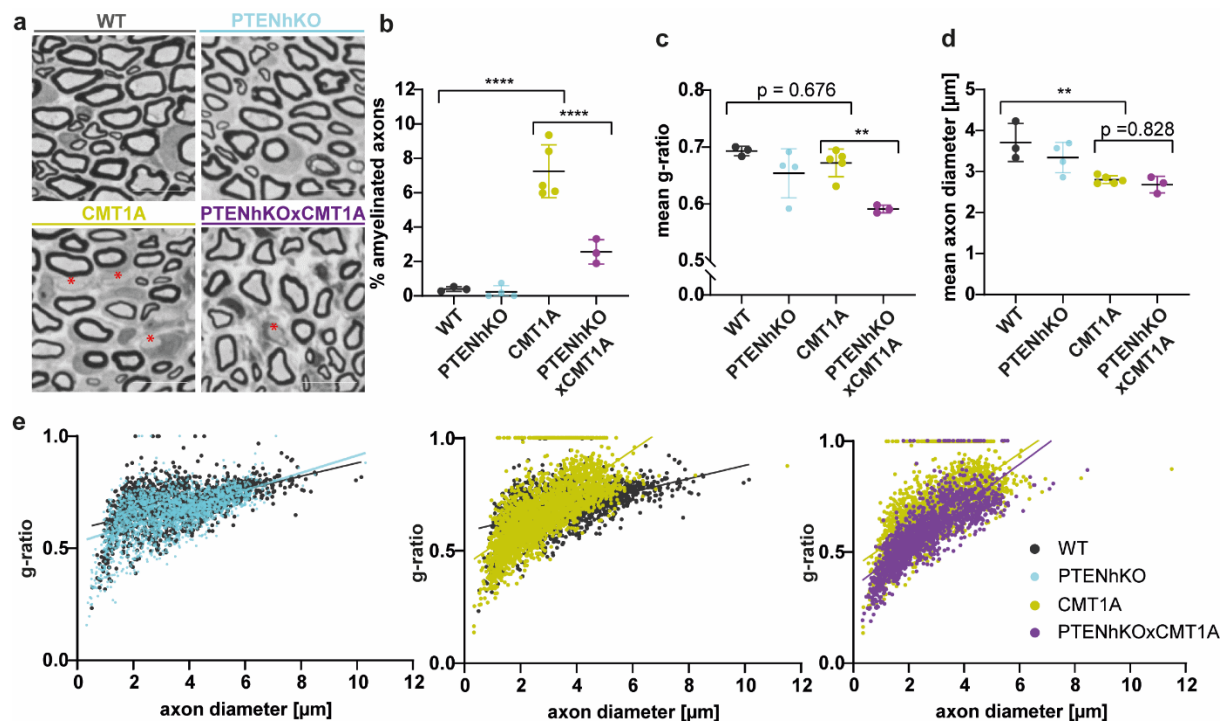 a
WT
PTENhKO
CMT1A
PTENhKOxCMT1A
* *
*
*
b
% amyelinated axons
12
10
8
6
4
2
0
****
****
WT
PTENhKO
CMT1A
PTENhKO
xCMT1A
c
mean g-ratio
0.8
0.7
0.6
0.5
0.0
p = 0.676
**
WT
PTENhKO
CMT1A
PTENhKO
xCMT1A
d
mean axon diameter [µm]
5
4
3
2
1
0
**
p =0.828
WT
PTENhKO
CMT1A
PTENhKO
xCMT1A
e
g-ratio
1.0
0.5
0.0
0 2 4 6 8 10 12
axon diameter [µm]
g-ratio
1.0
0.5
0.0
0 2 4 6 8 10 12
axon diameter [µm]
g-ratio
1.0
0.5
0.0
0 2 4 6 8 10 12
axon diameter [µm]
WT
PTENhKO
CMT1A
PTENhKOxCMT1A